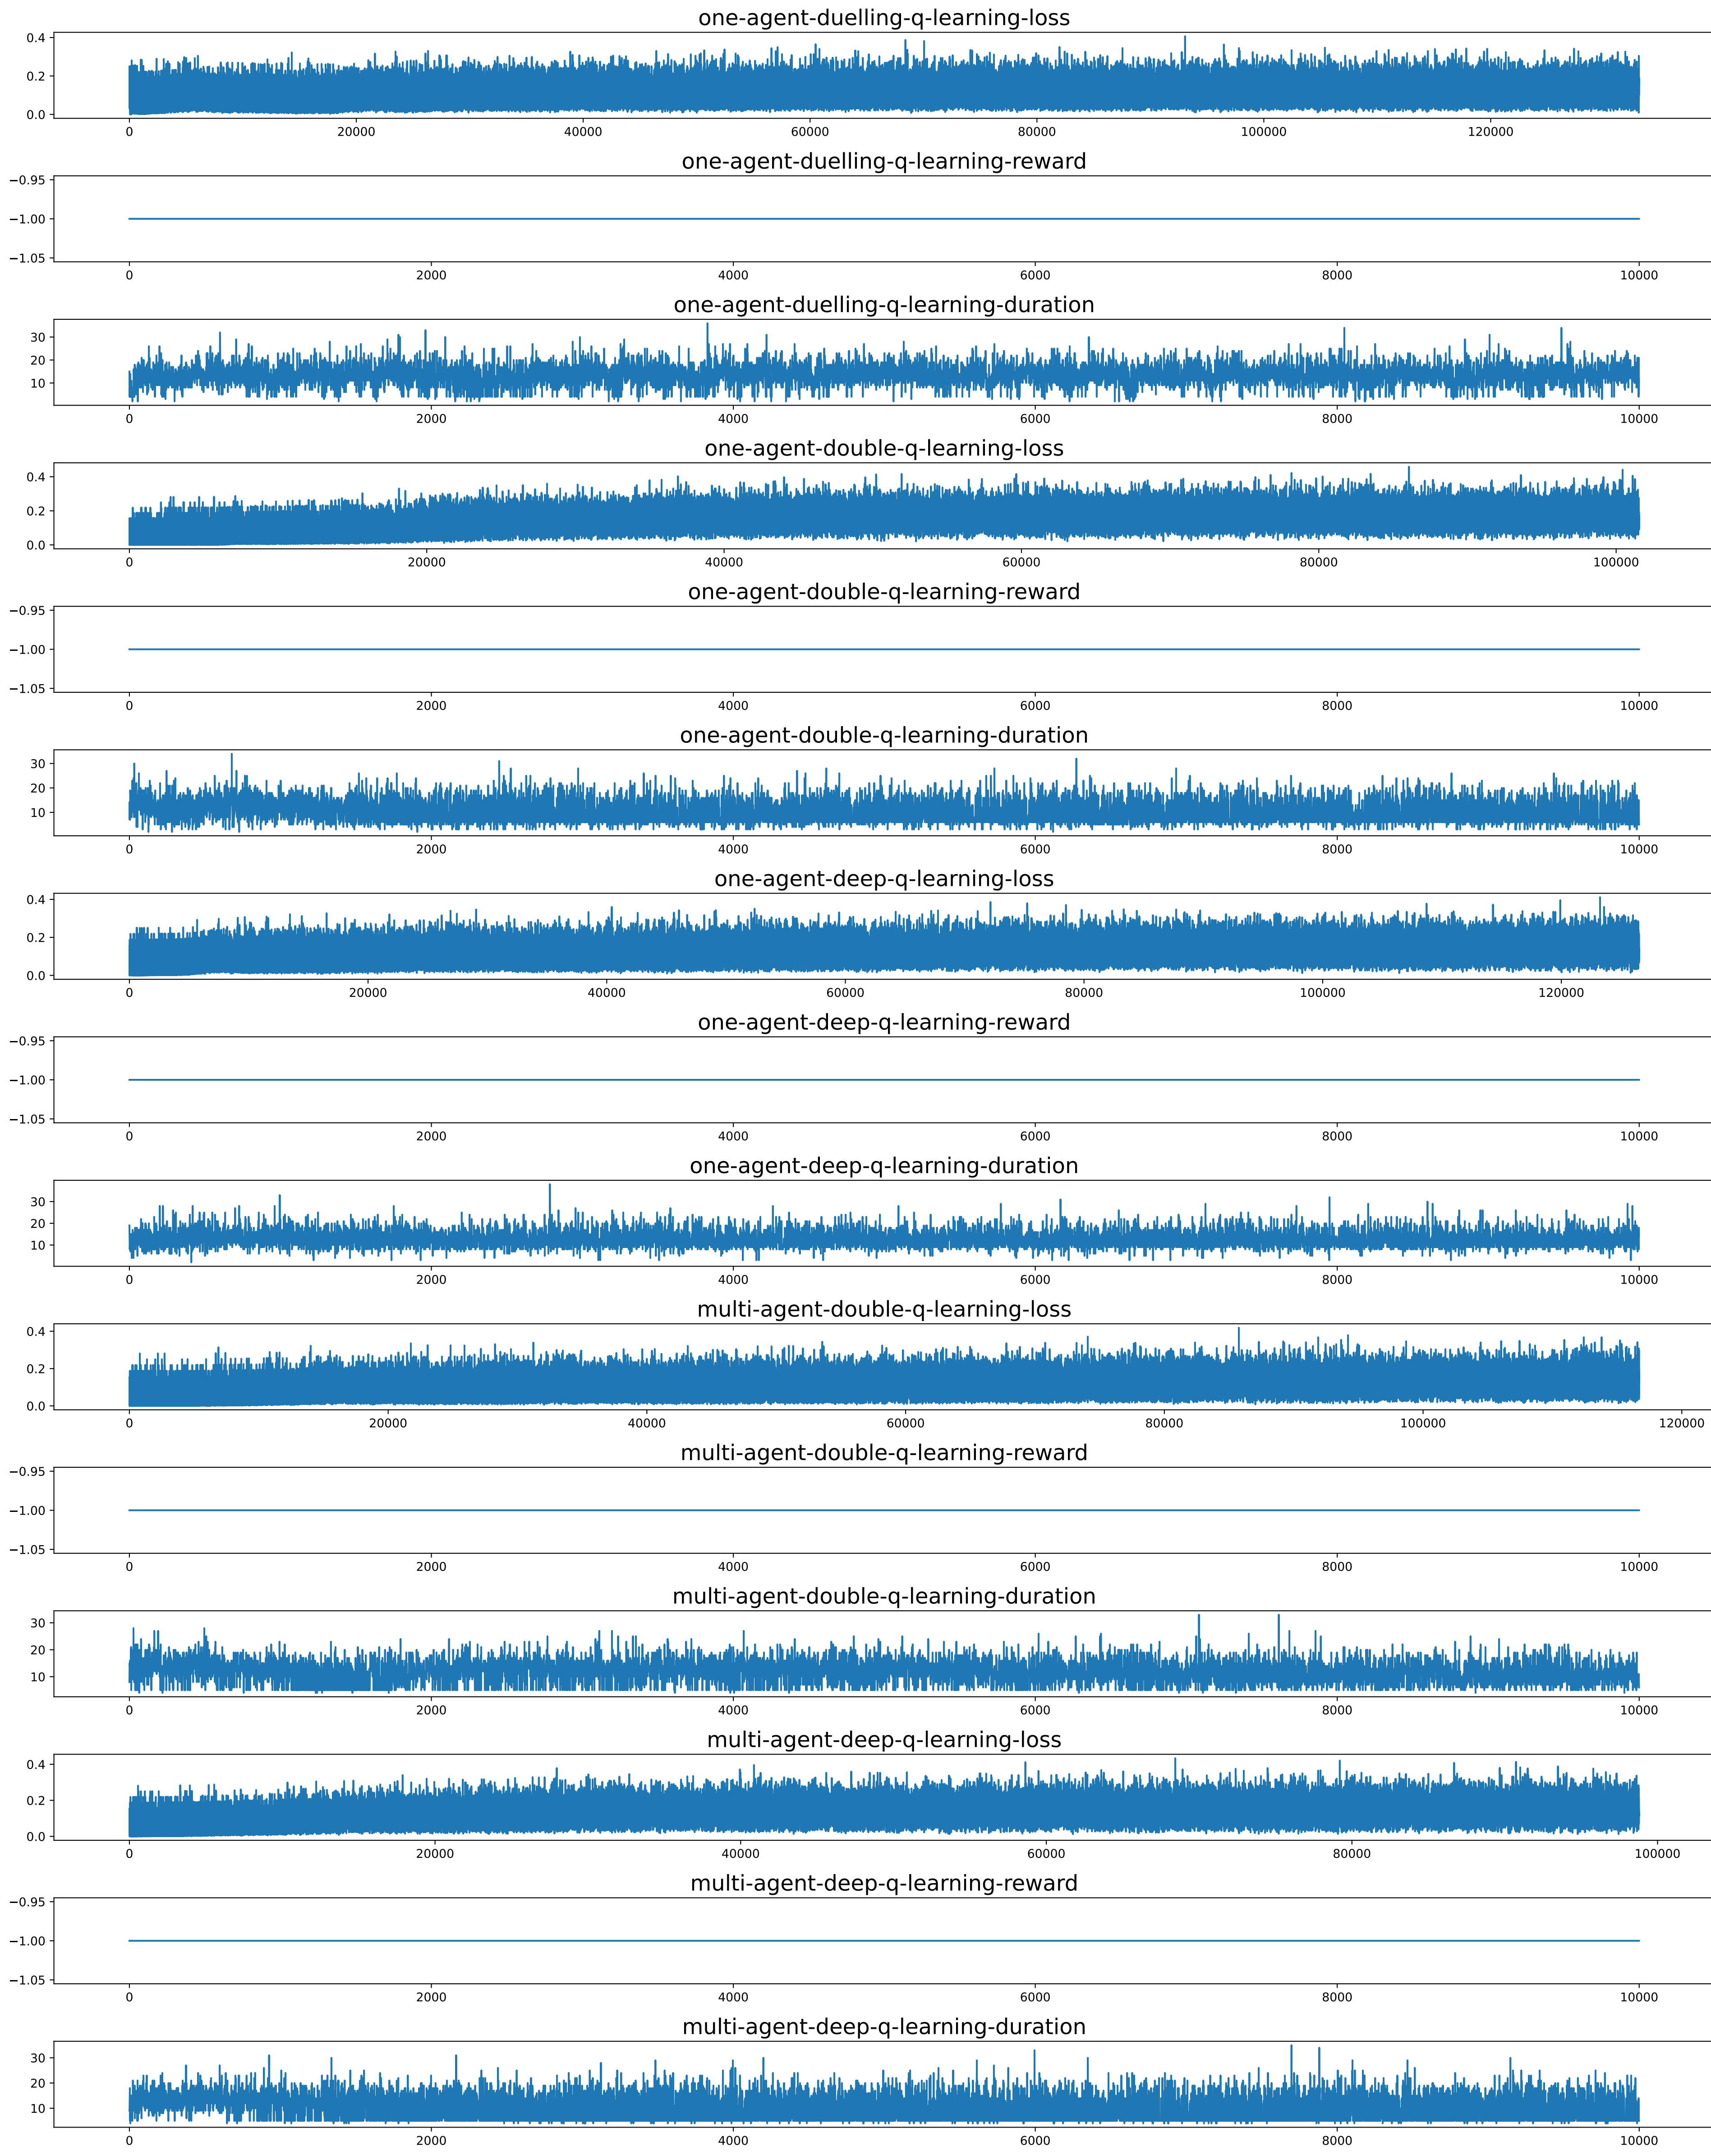 one-agent-duelling-q-learning-loss
0.4
0.2
0.0
0 20000 40000 60000 80000 100000 120000
one-agent-duelling-q-learning-reward
−0.95
−1.00
−1.05
0 2000 4000 6000 8000 10000
one-agent-duelling-q-learning-duration
30
20
10
0 2000 4000 6000 8000 10000
one-agent-double-q-learning-loss
0.4
0.2
0.0
0 20000 40000 60000 80000 100000
one-agent-double-q-learning-reward
−0.95
−1.00
−1.05
0 2000 4000 6000 8000 10000
one-agent-double-q-learning-duration
30
20
10
0 2000 4000 6000 8000 10000
one-agent-deep-q-learning-loss
0.4
0.2
0.0
0 20000 40000 60000 80000 100000 120000
one-agent-deep-q-learning-reward
−0.95
−1.00
−1.05
0 2000 4000 6000 8000 10000
one-agent-deep-q-learning-duration
30
20
10
0 2000 4000 6000 8000 10000
multi-agent-double-q-learning-loss
0.4
0.2
0.0
0 20000 40000 60000 80000 100000 120000
multi-agent-double-q-learning-reward
−0.95
−1.00
−1.05
0 2000 4000 6000 8000 10000
multi-agent-double-q-learning-duration
30
20
10
0 2000 4000 6000 8000 10000
multi-agent-deep-q-learning-loss
0.4
0.2
0.0
0 20000 40000 60000 80000 100000
multi-agent-deep-q-learning-reward
−0.95
−1.00
−1.05
0 2000 4000 6000 8000 10000
multi-agent-deep-q-learning-duration
30
20
10
0 2000 4000 6000 8000 10000